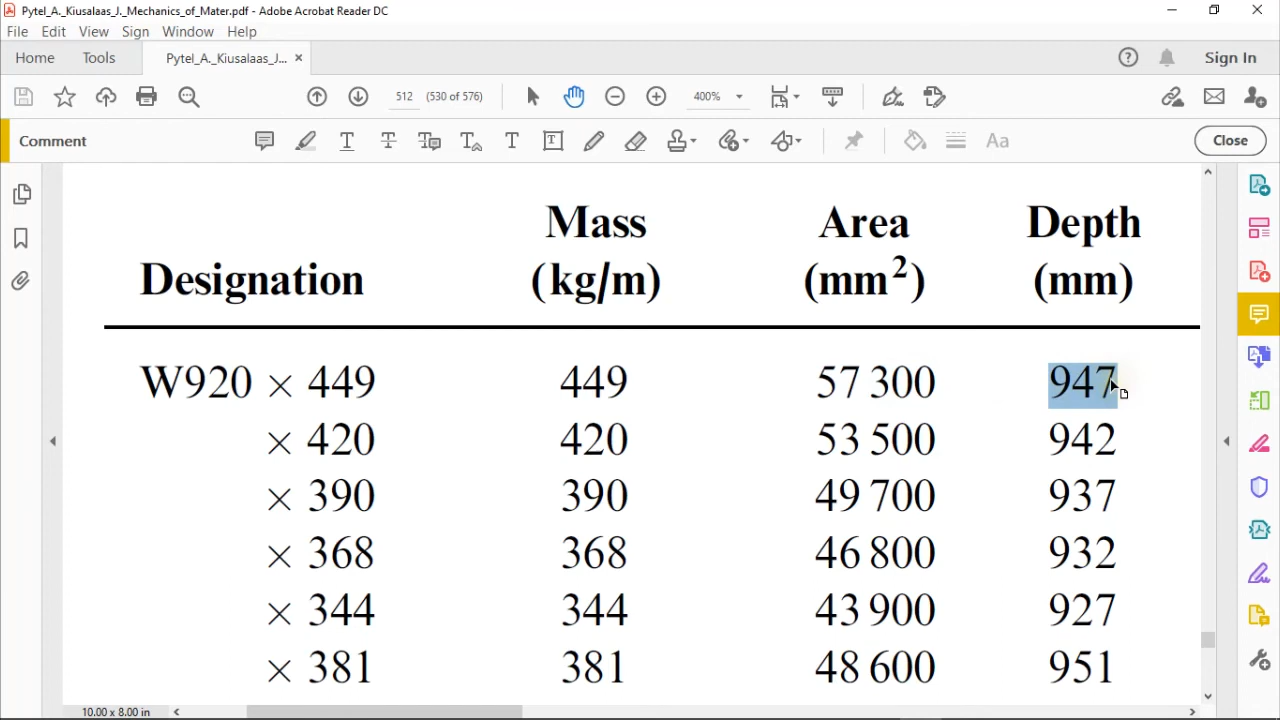 Pytel_A._Kiusalaas_J._Mechanics_of_Mater.pdf - Adobe Acrobat Reader DC
File Edit View Sign Window Help
Home Tools Pytel_A._Kiusalaas_J... × Sign In
512 (530 of 576) 400%
Comment Close
Mass Area Depth
Designation (kg/m) (mm²) (mm)
W920 × 449 449 57 300 947
× 420 420 53 500 942
× 390 390 49 700 937
× 368 368 46 800 932
× 344 344 43 900 927
× 381 381 48 600 951
10.00 x 8.00 in